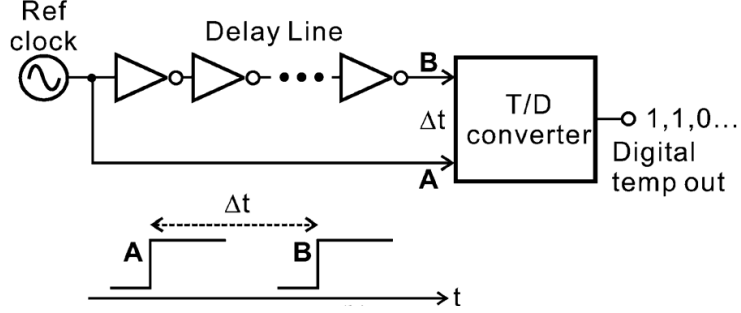 Ref
clock
Delay Line
B
Δt
A
T/D
converter
1,1,0...
Digital
temp out
Δt
A
B
t